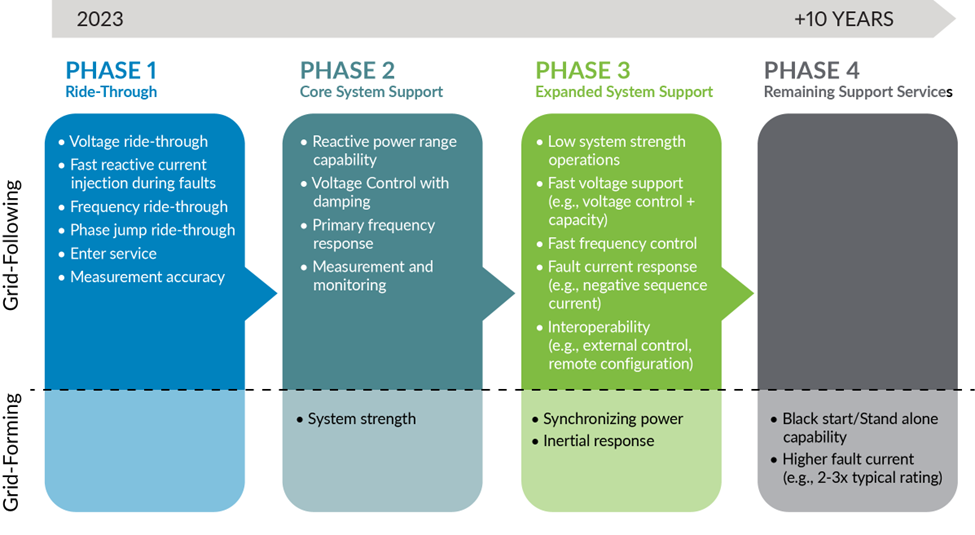 2023
+10 YEARS
PHASE 1
Ride-Through
PHASE 2
Core System Support
PHASE 3
Expanded System Support
PHASE 4
Remaining Support Services
Grid-Following
• Voltage ride-through
• Fast reactive current
injection during faults
• Frequency ride-through
• Phase jump ride-through
• Enter service
• Measurement accuracy
• Reactive power range
capability
• Voltage Control with
damping
• Primary frequency
response
• Measurement and
monitoring
• Low system strength
operations
• Fast voltage support
(e.g., voltage control +
capacity)
• Fast frequency control
• Fault current response
(e.g., negative sequence
current)
• Interoperability
(e.g., external control,
remote configuration)
Grid-Forming
• System strength
• Synchronizing power
• Inertial response
• Black start/Stand alone
capability
• Higher fault current
(e.g., 2-3x typical rating)